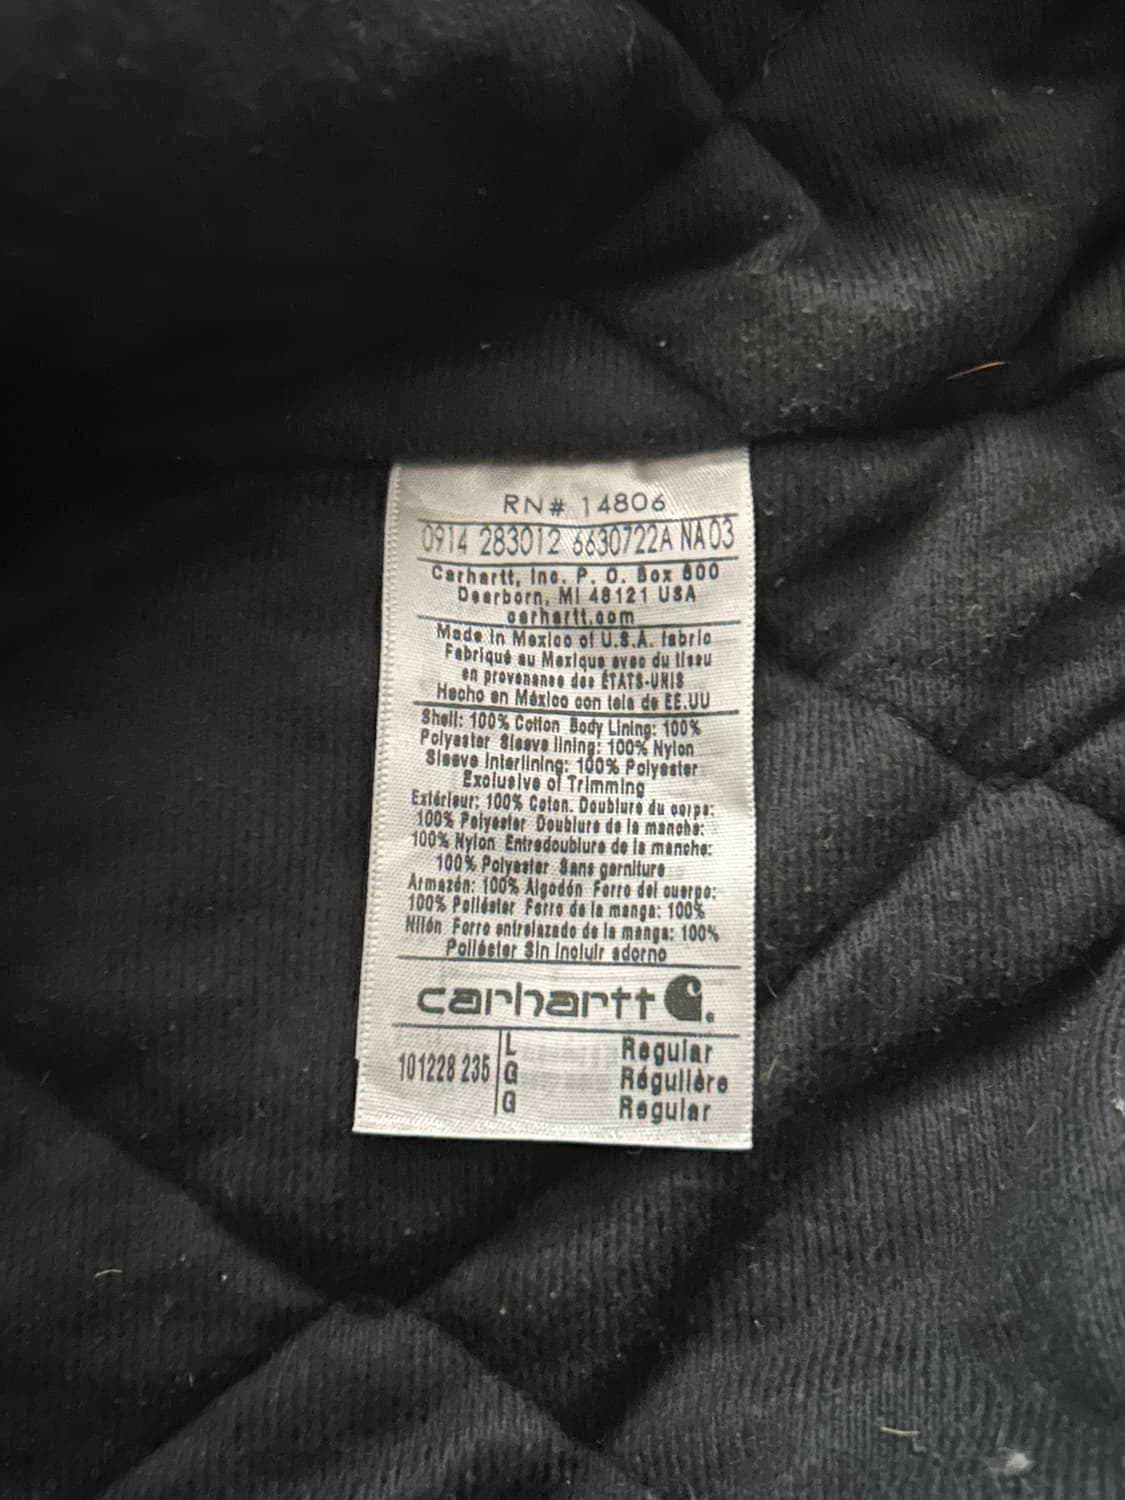 RN# 14806
0914 283012 6630722A NA03
Carhartt, Inc. P. O. Box 600
Dearborn, MI 48121 USA
carhartt.com
Made in Mexico of U.S.A. fabric
Fabriqué au Mexique avec du tissu
en provenance des ÉTATS-UNIS
Hecho en México con tela de EE.UU
Shell: 100% Cotton Body Lining: 100%
Polyester Sleeve lining: 100% Nylon
Sleeve Interlining: 100% Polyester
Exclusive of Trimming
Extérieur: 100% Coton. Doublure du corps:
100% Polyester Doublure de la manche:
100% Nylon Entredoublure de la manche:
100% Polyester Sans garniture
Armazón: 100% Algodón Forro del cuerpo:
100% Poliéster Forro de la manga: 100%
Nilón Forro entrelazado de la manga: 100%
Poliéster Sin Incluir adorno
carhartt
101228 235 L Regular
G Régulière
G Regular